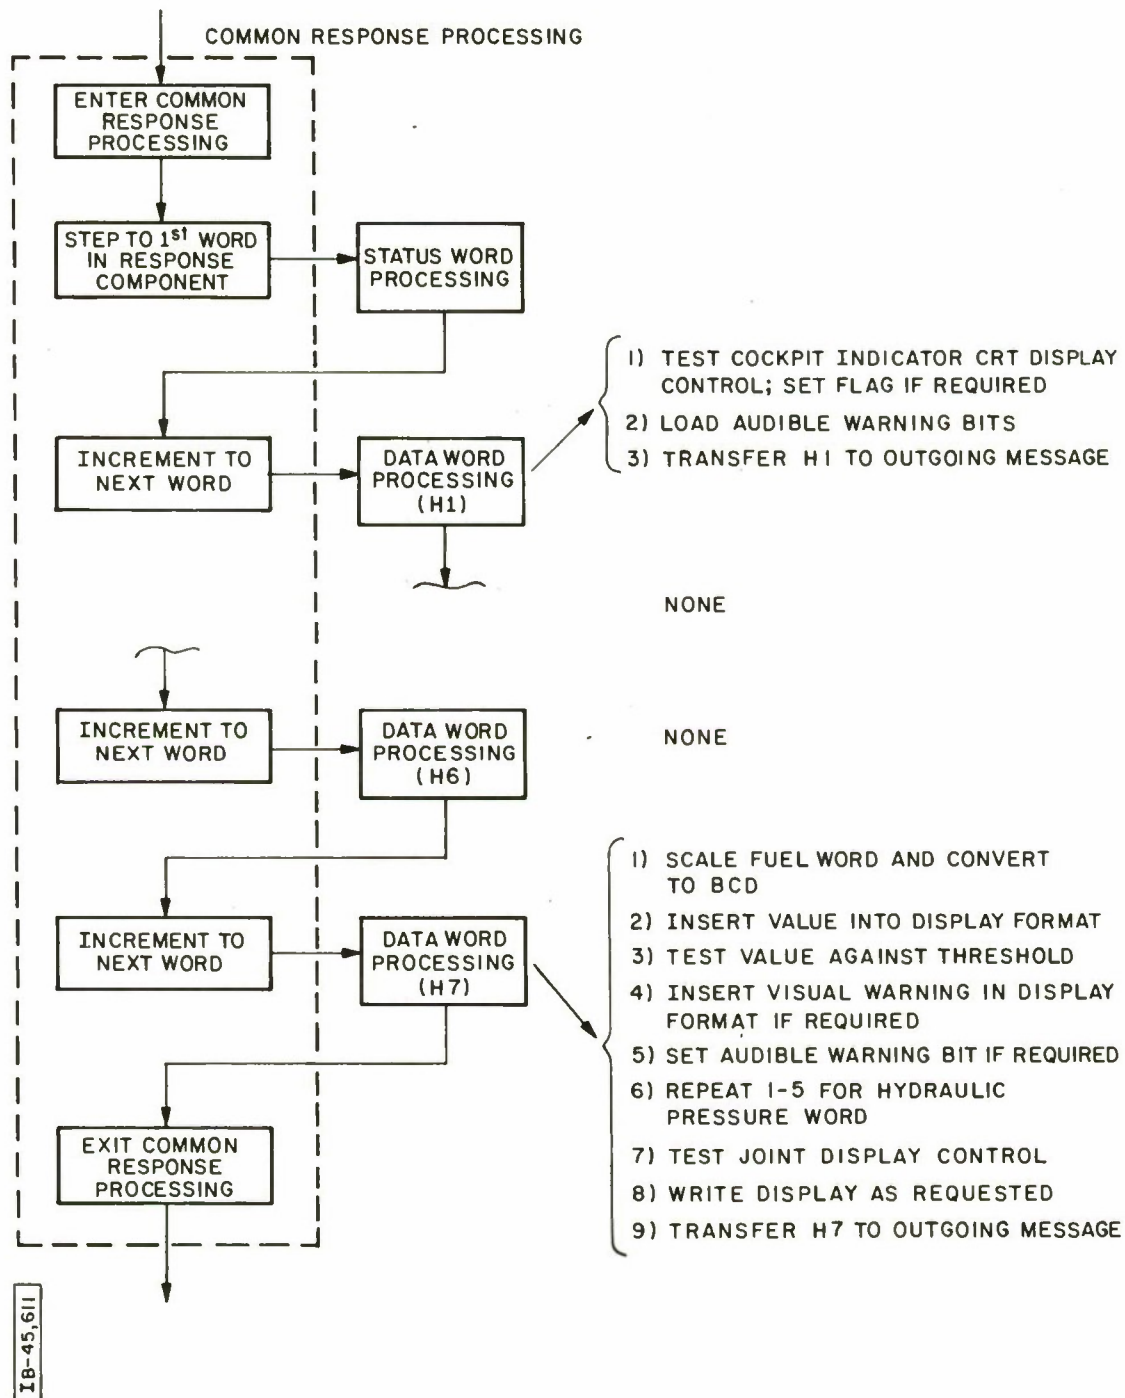 COMMON RESPONSE PROCESSING
ENTER COMMON
RESPONSE
PROCESSING
STEP TO 1st WORD
IN RESPONSE
COMPONENT
STATUS WORD
PROCESSING
INCREMENT TO
NEXT WORD
DATA WORD
PROCESSING
(H1)
1) TEST COCKPIT INDICATOR CRT DISPLAY
CONTROL; SET FLAG IF REQUIRED
2) LOAD AUDIBLE WARNING BITS
3) TRANSFER H1 TO OUTGOING MESSAGE
NONE
INCREMENT TO
NEXT WORD
DATA WORD
PROCESSING
(H6)
NONE
INCREMENT TO
NEXT WORD
DATA WORD
PROCESSING
(H7)
1) SCALE FUEL WORD AND CONVERT
TO BCD
2) INSERT VALUE INTO DISPLAY FORMAT
3) TEST VALUE AGAINST THRESHOLD
4) INSERT VISUAL WARNING IN DISPLAY
FORMAT IF REQUIRED
5) SET AUDIBLE WARNING BIT IF REQUIRED
6) REPEAT 1-5 FOR HYDRAULIC
PRESSURE WORD
7) TEST JOINT DISPLAY CONTROL
8) WRITE DISPLAY AS REQUESTED
9) TRANSFER H7 TO OUTGOING MESSAGE
EXIT COMMON
RESPONSE
PROCESSING
IB-45,611